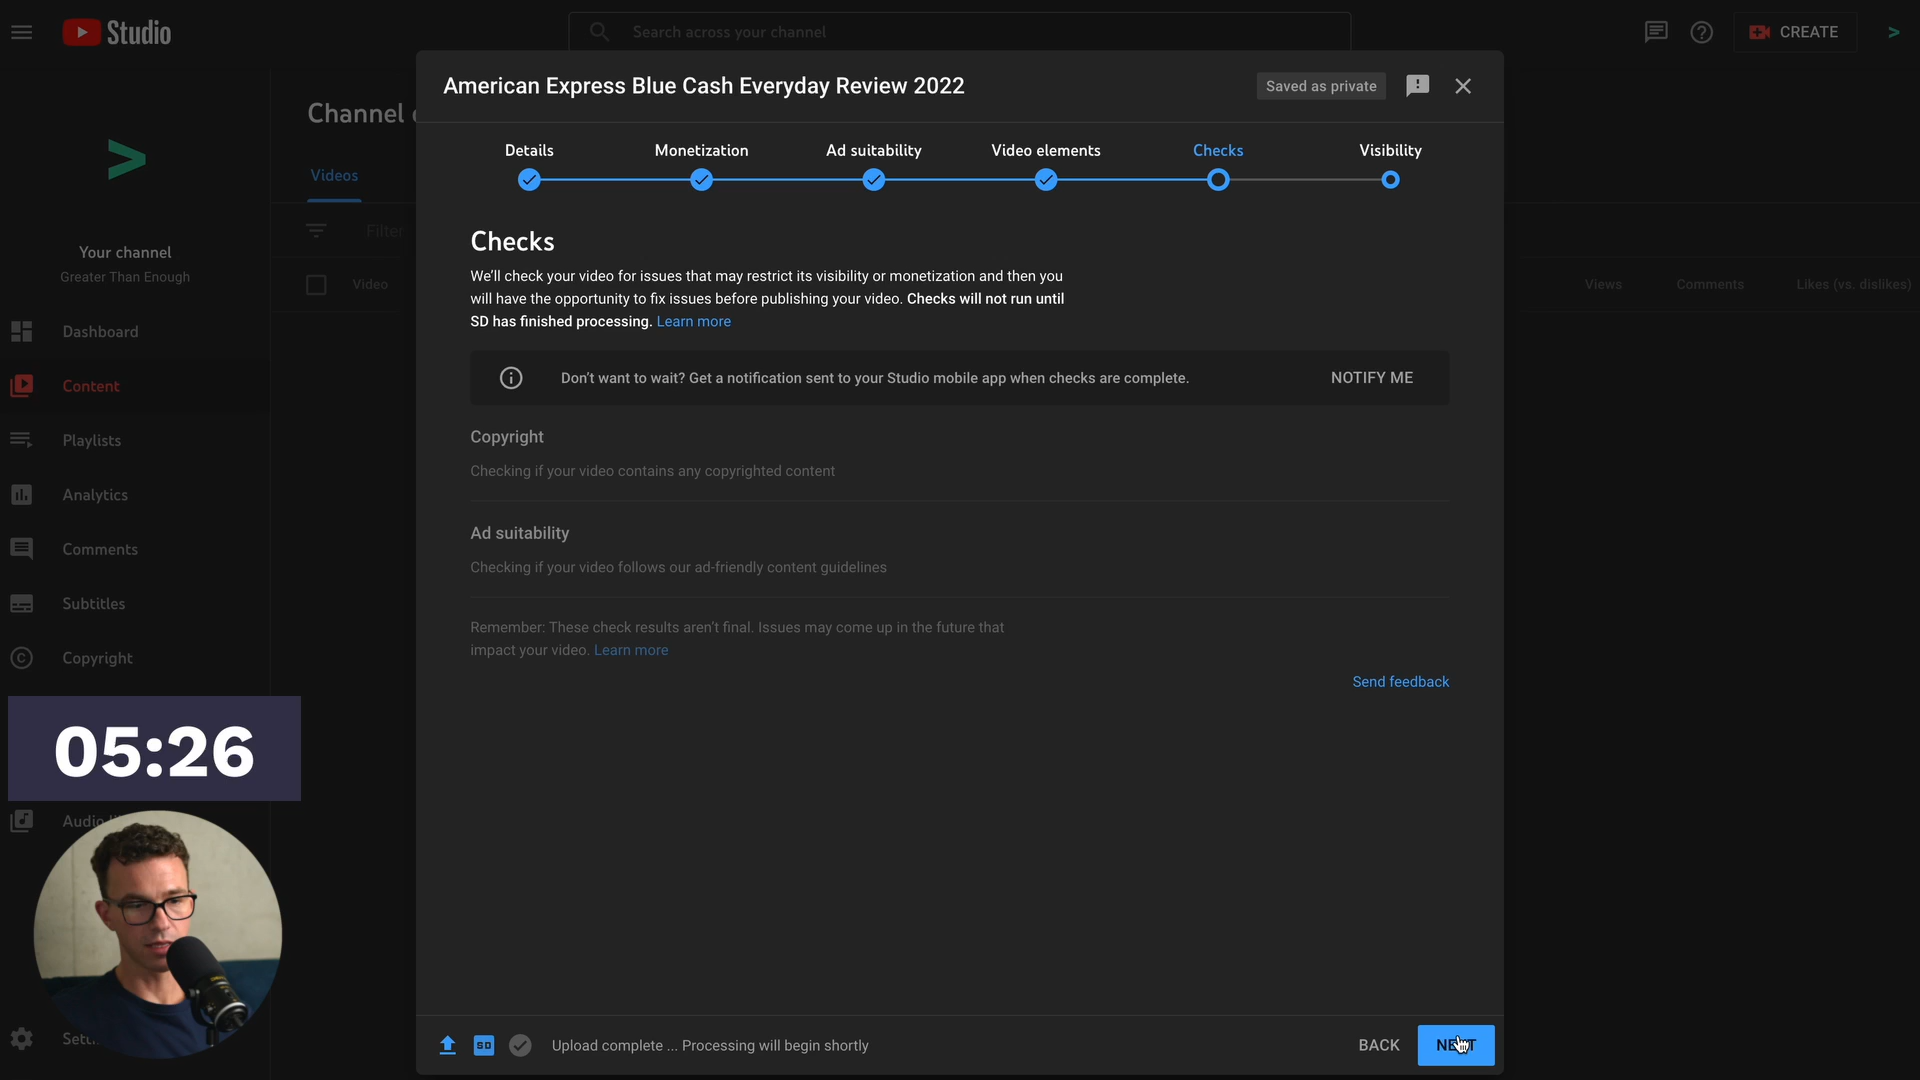 Studio
Search across your channel
CREATE
>
American Express Blue Cash Everyday Review 2022
Saved as private
Channel
Details
Monetization
Ad suitability
Video elements
Checks
Visibility
Videos
>
Filter
Checks
We'll check your video for issues that may restrict its visibility or monetization and then you
will have the opportunity to fix issues before publishing your video. Checks will not run until
SD has finished processing. Learn more
Your channel
Greater Than Enough
Video
Views
Comments
Likes (vs. dislikes)
Dashboard
Don't want to wait? Get a notification sent to your Studio mobile app when checks are complete.
NOTIFY ME
Content
Copyright
Playlists
Checking if your video contains any copyrighted content
Analytics
Ad suitability
Comments
Checking if your video follows our ad-friendly content guidelines
Subtitles
Remember: These check results aren't final. Issues may come up in the future that
impact your video. Learn more
Copyright
Send feedback
05:26
Audio
SD
Upload complete ... Processing will begin shortly
BACK
NEXT